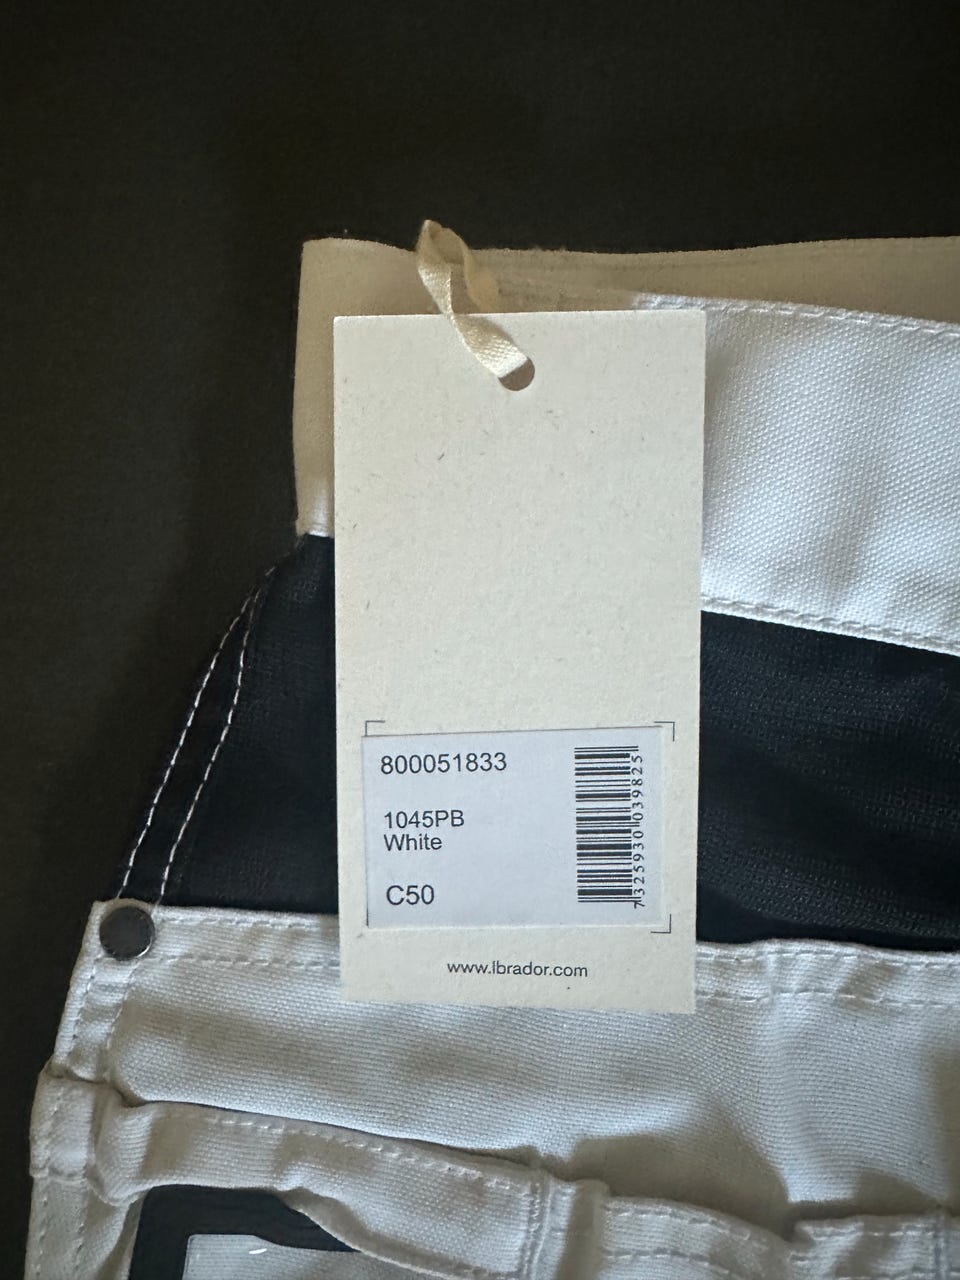 800051833
1045PB
White
C50
7325930039825
www.lbrador.com